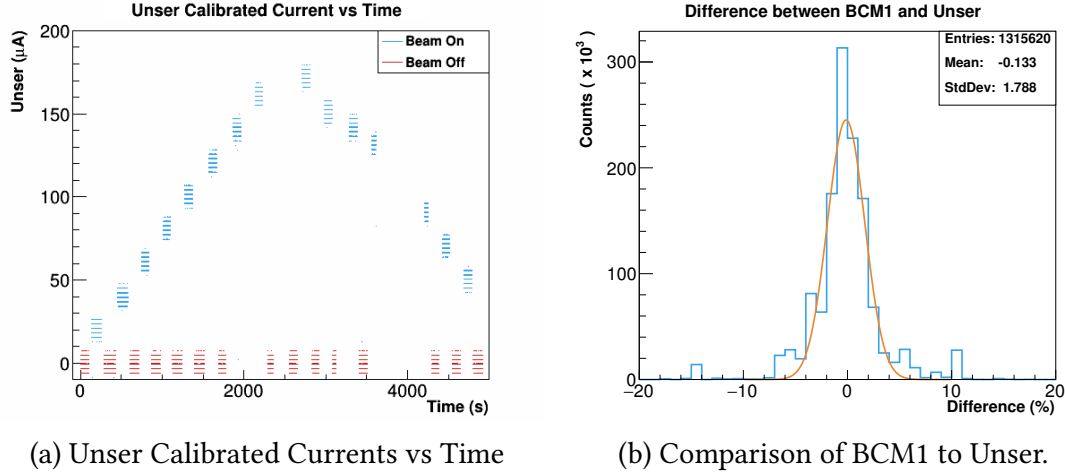 Unser Calibrated Current vs Time
Unser (μA)
200
150
100
50
0
Beam On
Beam Off
0
2000
4000
Time (s)
(a) Unser Calibrated Currents vs Time
Difference between BCM1 and Unser
Counts ( x 10³)
300
200
100
0
Entries: 1315620
Mean: -0.133
StdDev: 1.788
−20
−10
0
10
20
Difference (%)
(b) Comparison of BCM1 to Unser.